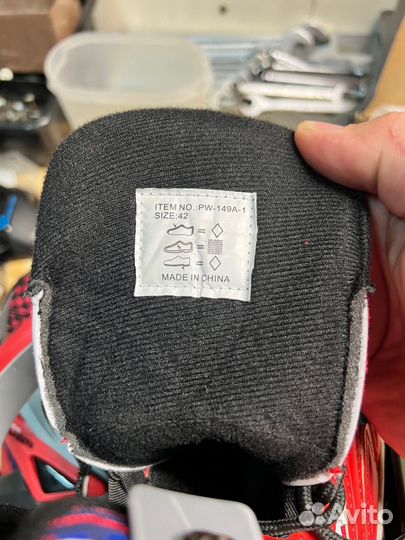 ITEM NO.:PW-149A-1
SIZE:42
MADE IN CHINA
Avito